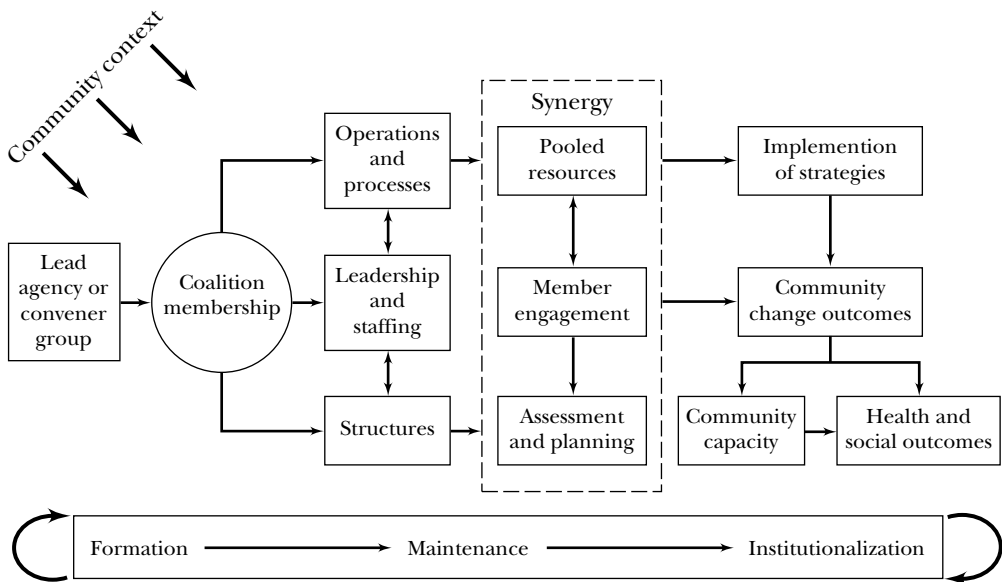 Community context
Lead
agency or
convener
group
Coalition
membership
Operations
and
processes
Leadership
and
staffing
Structures
Synergy
Pooled
resources
Member
engagement
Assessment
and planning
Implemention
of strategies
Community
change outcomes
Community
capacity
Health and
social outcomes
Formation
Maintenance
Institutionalization